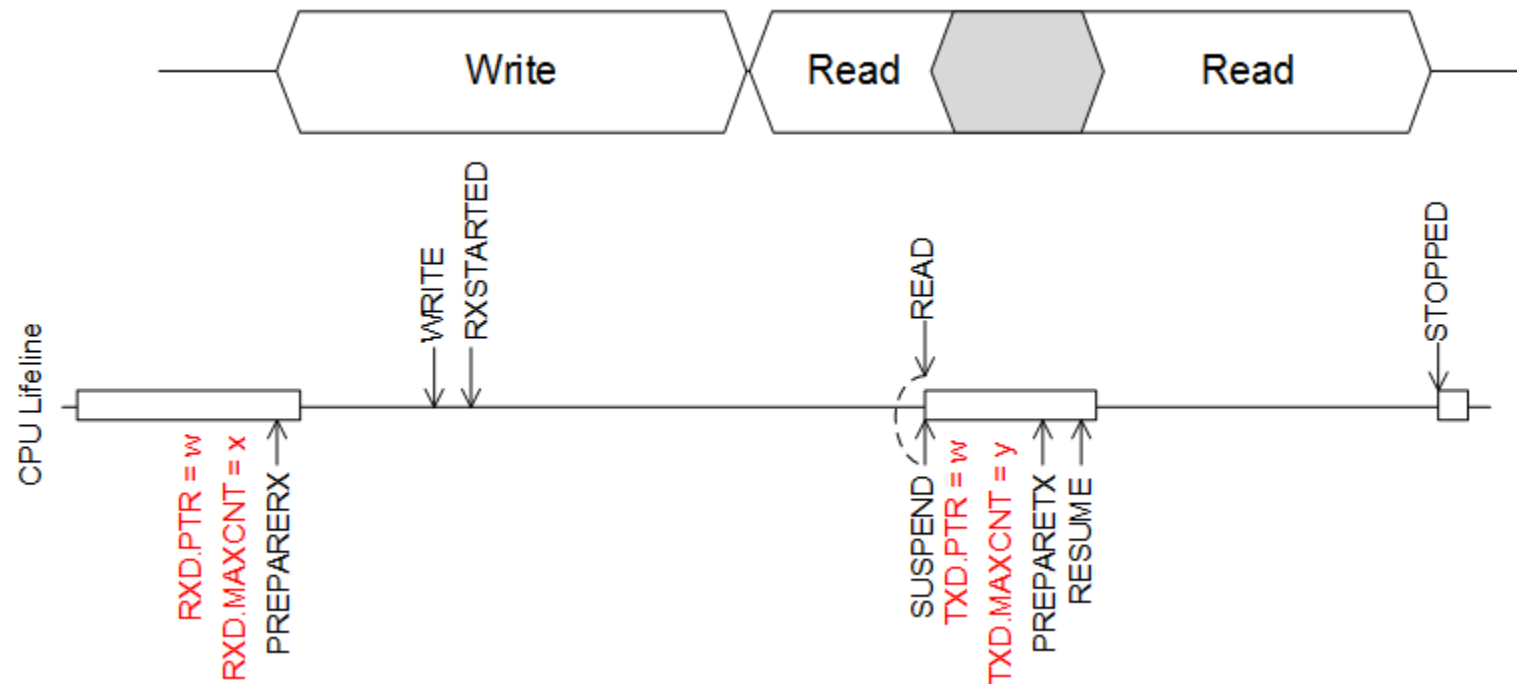 Write
Read
Read
WRITE
RXSTARTED
READ
STOPPED
CPU Lifeline
RXD.PTR = w
RXD.MAXCNT = x
PREPARERX
SUSPEND
TXD.PTR = w
TXD.MAXCNT = y
PREPARETX
RESUME